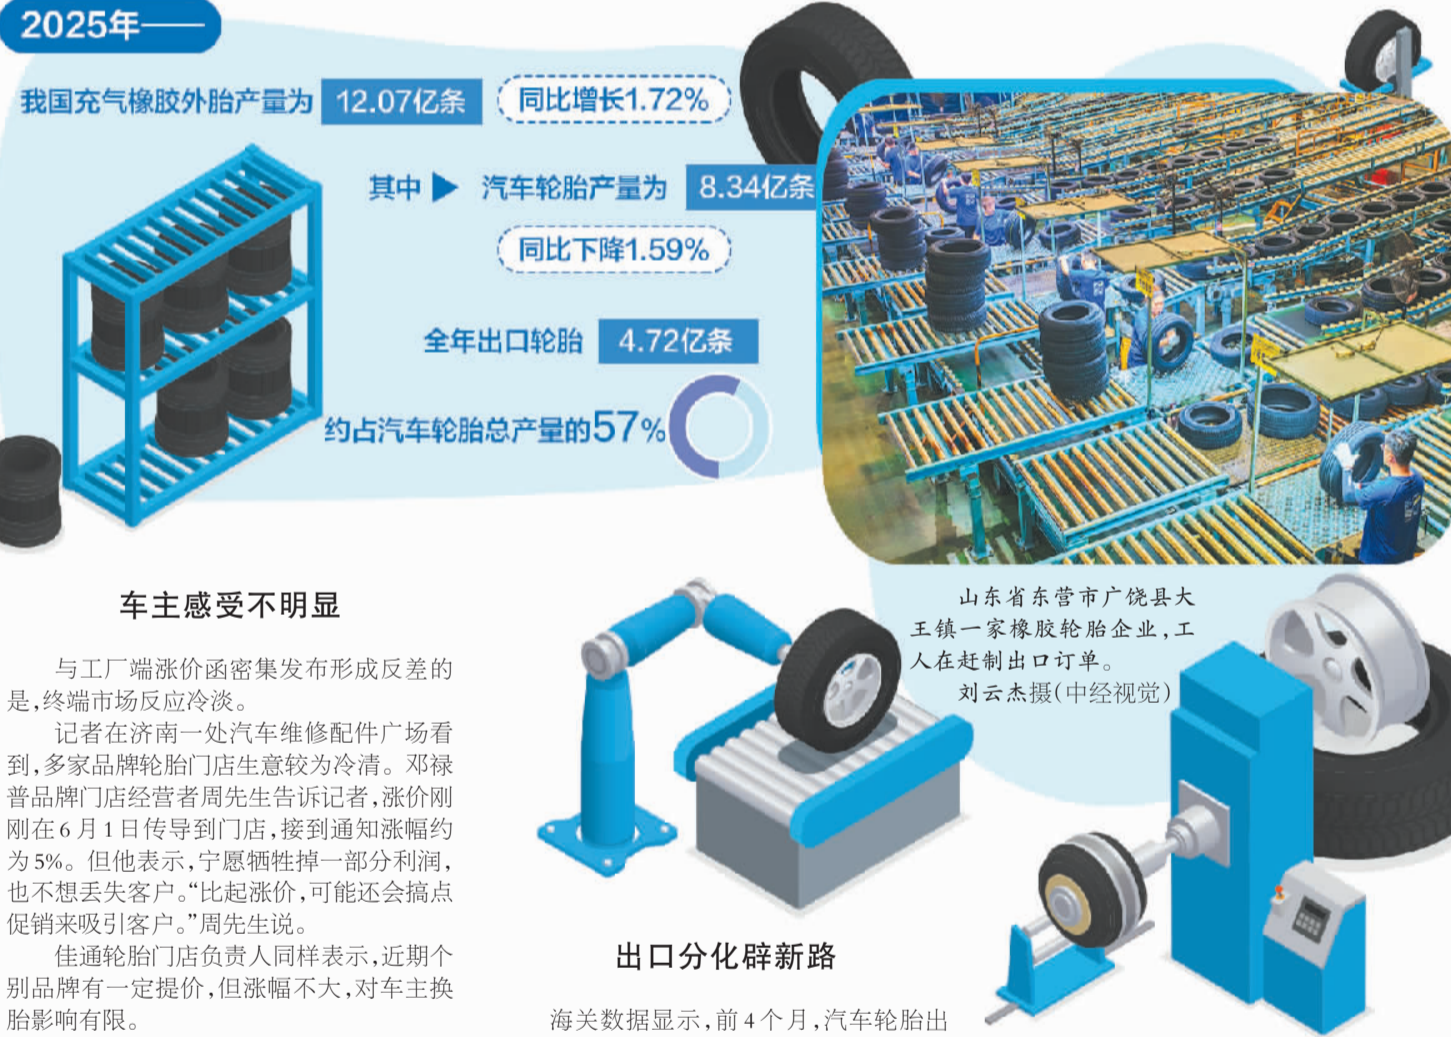 2025年——
我国充气橡胶外胎产量为 12.07亿条 同比增长1.72%
其中 汽车轮胎产量为 8.34亿条
同比下降1.59%
全年出口轮胎 4.72亿条
约占汽车轮胎总产量的57%
山东省东营市广饶县大
王镇一家橡胶轮胎企业,工
人在赶制出口订单。
刘云杰摄(中经视觉)
车主感受不明显
与工厂端涨价函密集发布形成反差的
是,终端市场反应冷淡。
记者在济南一处汽车维修配件广场看
到,多家品牌轮胎门店生意较为冷清。邓禄
普品牌门店经营者周先生告诉记者,涨价刚
刚在6月1日传导到门店,接到通知涨幅约
为5%。但他表示,宁愿牺牲掉一部分利润,
也不想丢失客户。“比起涨价,可能还会搞点
促销来吸引客户。”周先生说。
佳通轮胎门店负责人同样表示,近期个
别品牌有一定提价,但涨幅不大,对车主换
胎影响有限。
出口分化辟新路
海关数据显示,前4个月,汽车轮胎出